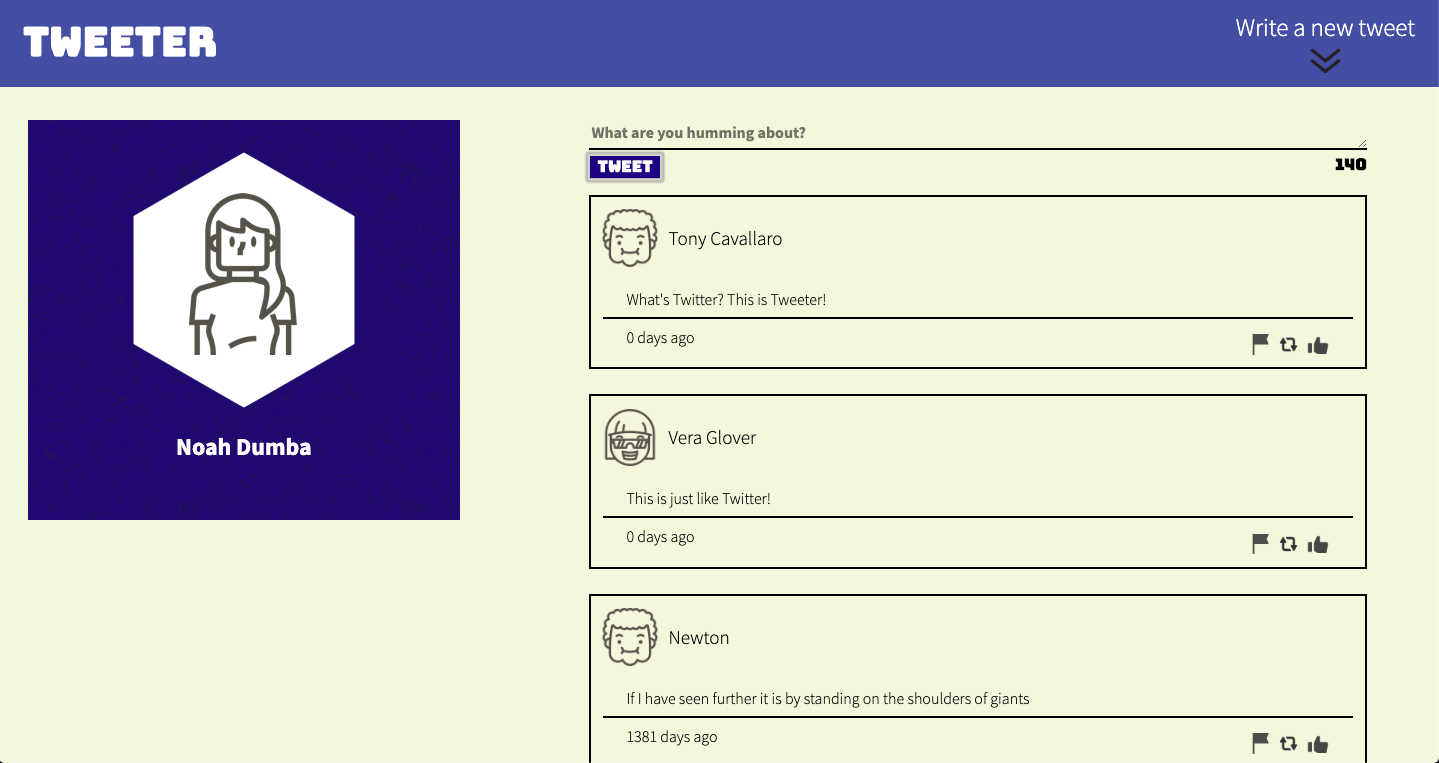 TWEETER
Write a new tweet
Noah Dumba
What are you humming about?
TWEET
140
Tony Cavallaro
What's Twitter? This is Tweeter!
0 days ago
Vera Glover
This is just like Twitter!
0 days ago
Newton
If I have seen further it is by standing on the shoulders of giants
1381 days ago